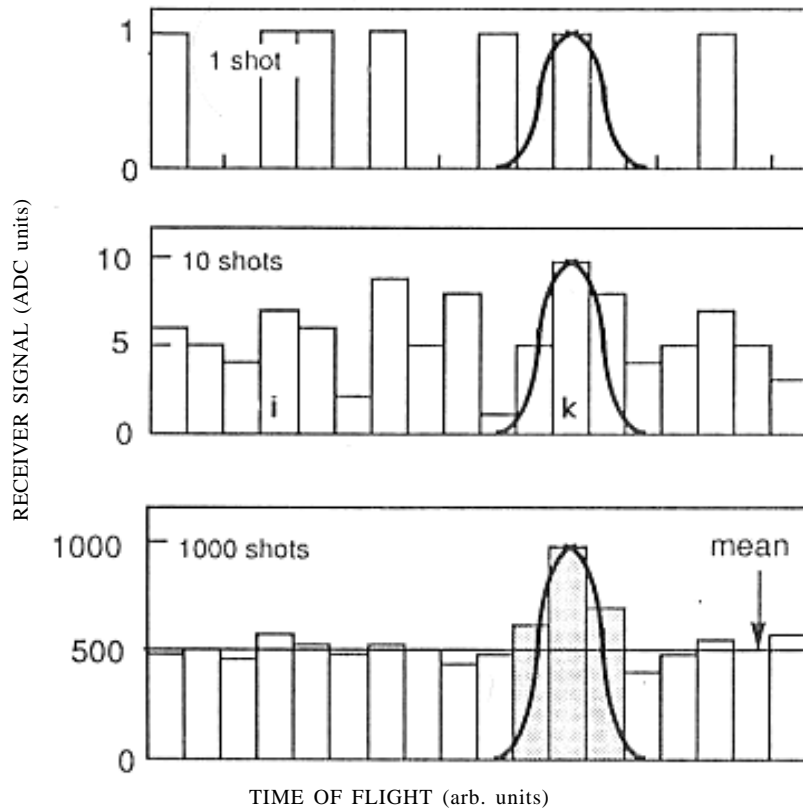 1
1 shot
0
RECEIVER SIGNAL (ADC units)
10
10 shots
5
i
k
0
1000
1000 shots
mean
500
0
TIME OF FLIGHT (arb. units)